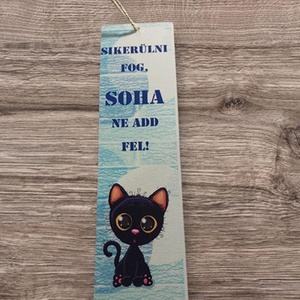 SIKERÜLNI
FOG,
SOHA
NE ADD
FEL!